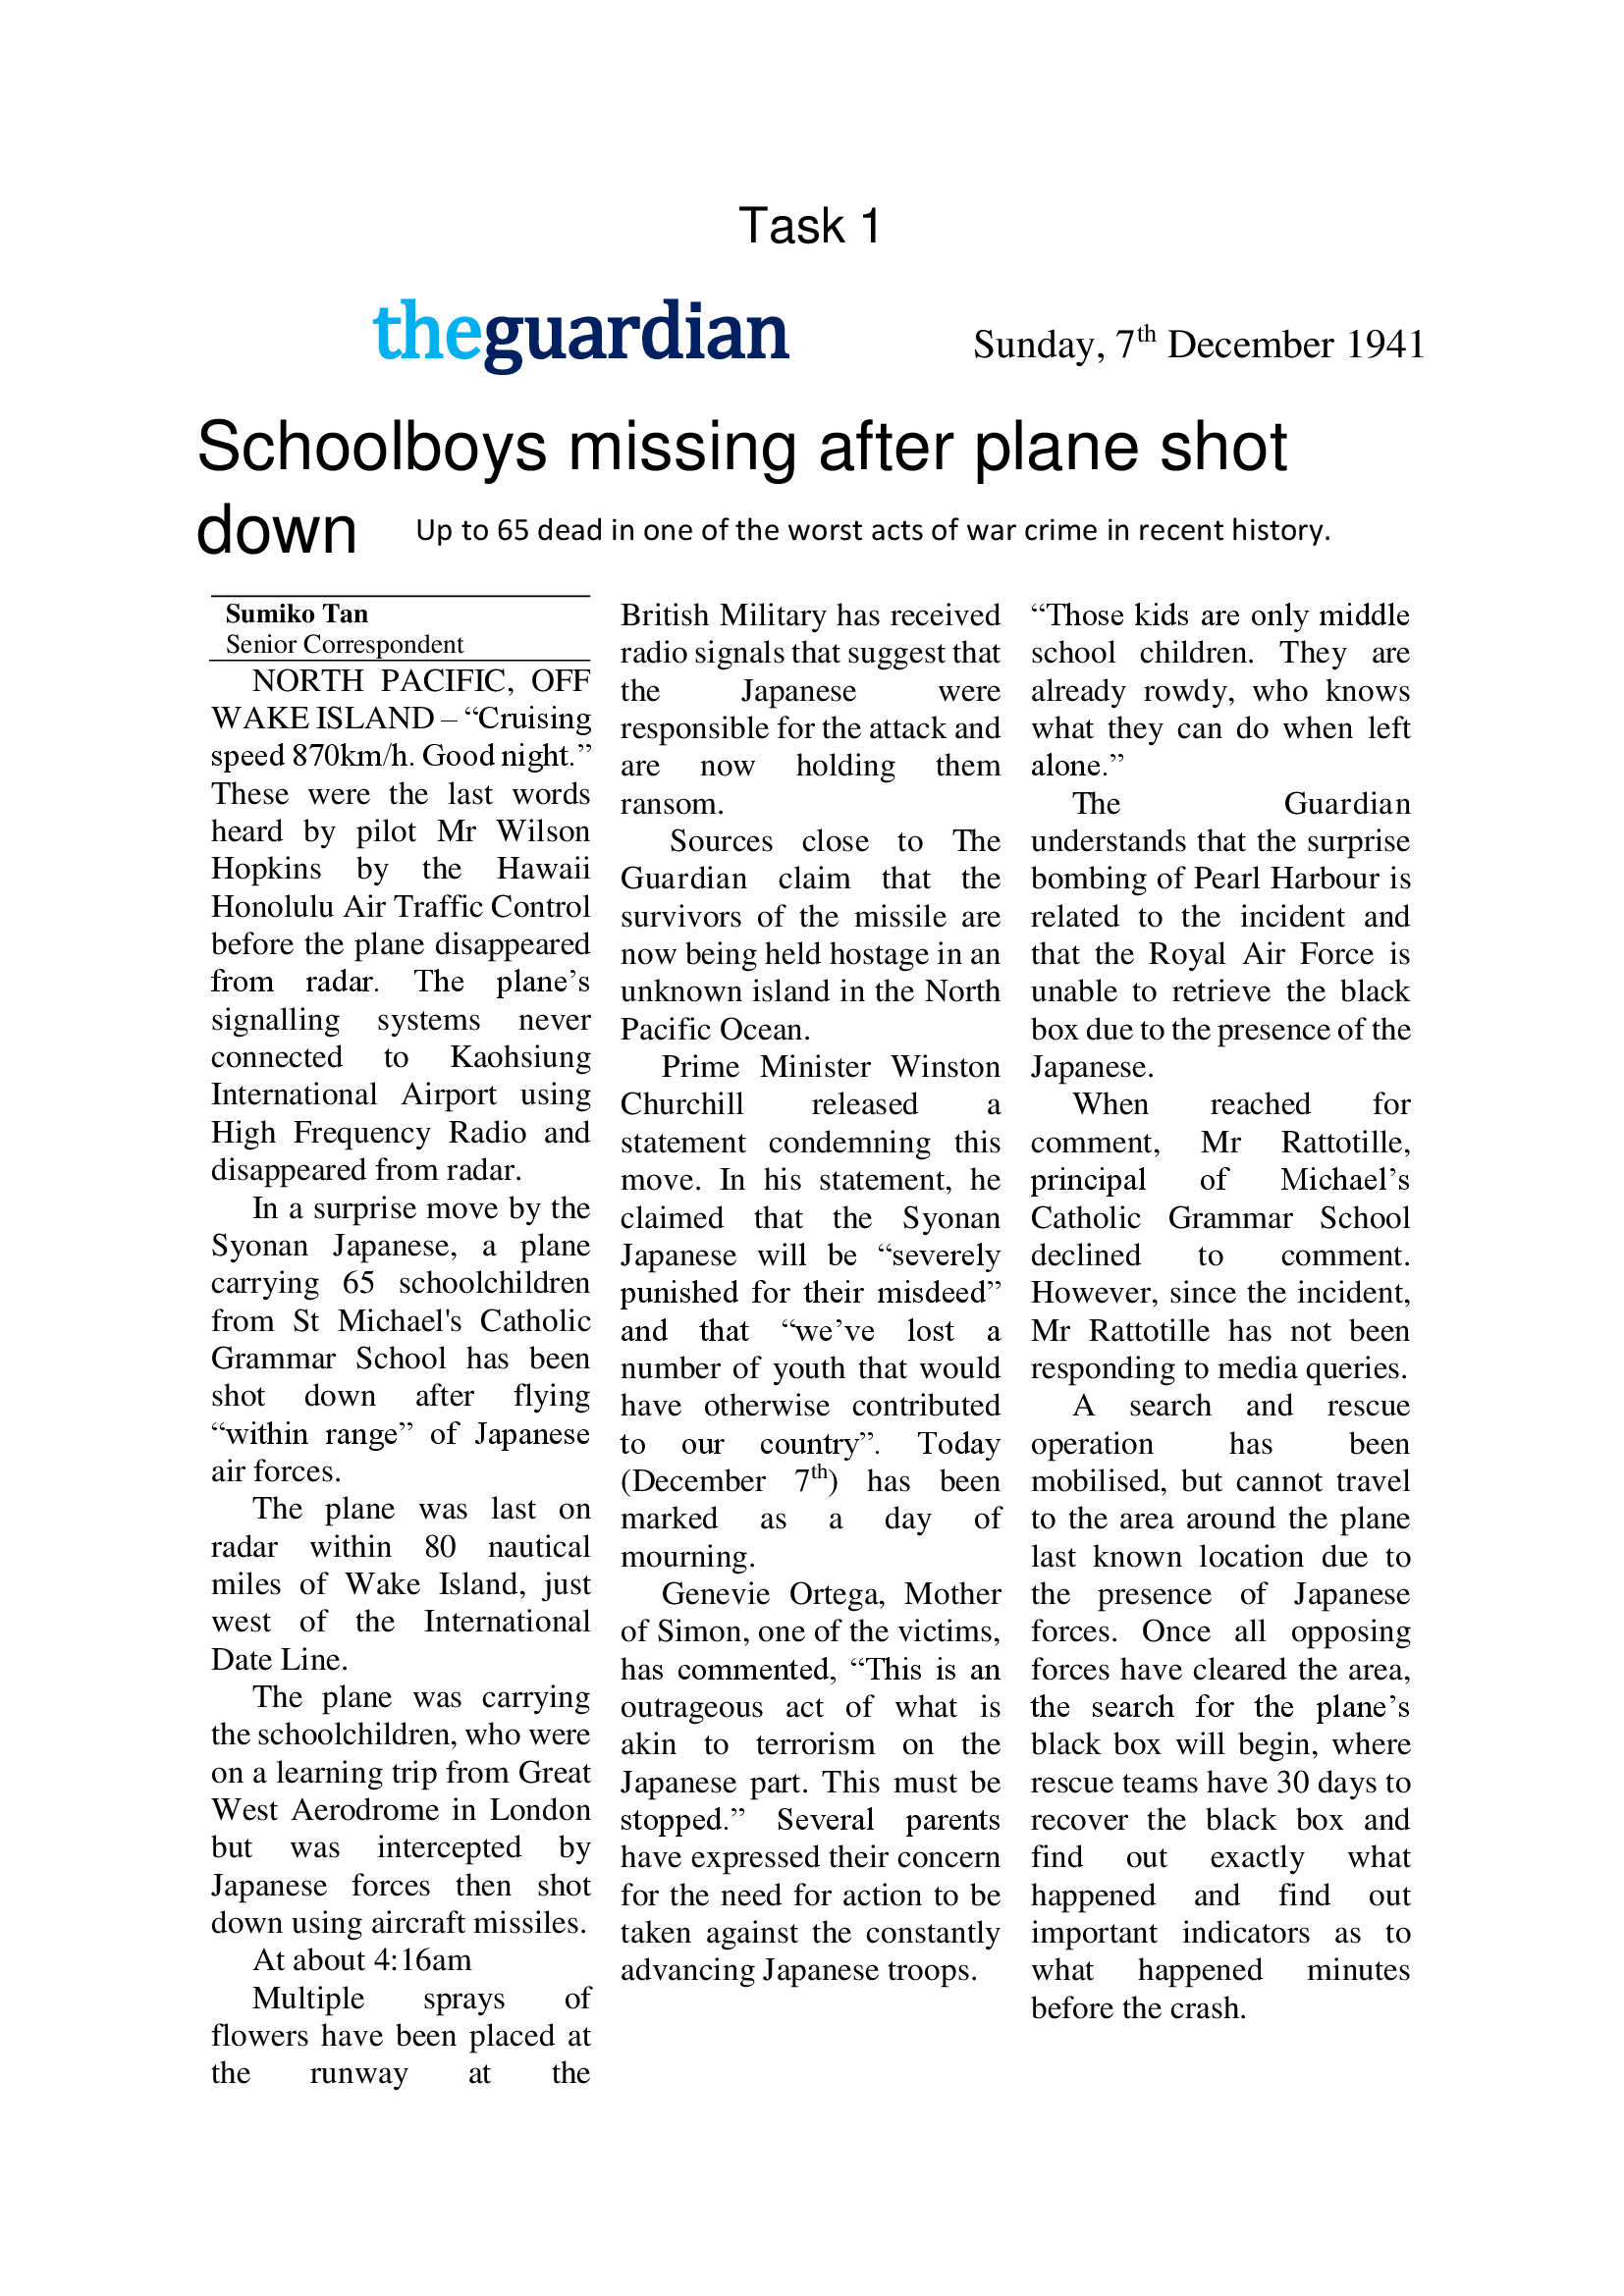 Task 1
theguardian
Sunday, 7th December 1941
Schoolboys missing after plane shot
down
Up to 65 dead in one of the worst acts of war crime in recent history.
Sumiko Tan
Senior Correspondent
NORTH PACIFIC, OFF
WAKE ISLAND – “Cruising
speed 870km/h. Good night.”
These were the last words
heard by pilot Mr Wilson
Hopkins by the Hawaii
Honolulu Air Traffic Control
before the plane disappeared
from radar. The plane’s
signalling systems never
connected to Kaohsiung
International Airport using
High Frequency Radio and
disappeared from radar.
In a surprise move by the
Syonan Japanese, a plane
carrying 65 schoolchildren
from St Michael's Catholic
Grammar School has been
shot down after flying
“within range” of Japanese
air forces.
The plane was last on
radar within 80 nautical
miles of Wake Island, just
west of the International
Date Line.
The plane was carrying
the schoolchildren, who were
on a learning trip from Great
West Aerodrome in London
but was intercepted by
Japanese forces then shot
down using aircraft missiles.
At about 4:16am
Multiple sprays of
flowers have been placed at
the runway at the
British Military has received
radio signals that suggest that
the Japanese were
responsible for the attack and
are now holding them
ransom.
Sources close to The
Guardian claim that the
survivors of the missile are
now being held hostage in an
unknown island in the North
Pacific Ocean.
Prime Minister Winston
Churchill released a
statement condemning this
move. In his statement, he
claimed that the Syonan
Japanese will be “severely
punished for their misdeed”
and that “we’ve lost a
number of youth that would
have otherwise contributed
to our country”. Today
(December 7th) has been
marked as a day of
mourning.
Genevie Ortega, Mother
of Simon, one of the victims,
has commented, “This is an
outrageous act of what is
akin to terrorism on the
Japanese part. This must be
stopped.” Several parents
have expressed their concern
for the need for action to be
taken against the constantly
advancing Japanese troops.
“Those kids are only middle
school children. They are
already rowdy, who knows
what they can do when left
alone.”
The Guardian
understands that the surprise
bombing of Pearl Harbour is
related to the incident and
that the Royal Air Force is
unable to retrieve the black
box due to the presence of the
Japanese.
When reached for
comment, Mr Rattotille,
principal of Michael’s
Catholic Grammar School
declined to comment.
However, since the incident,
Mr Rattotille has not been
responding to media queries.
A search and rescue
operation has been
mobilised, but cannot travel
to the area around the plane
last known location due to
the presence of Japanese
forces. Once all opposing
forces have cleared the area,
the search for the plane’s
black box will begin, where
rescue teams have 30 days to
recover the black box and
find out exactly what
happened and find out
important indicators as to
what happened minutes
before the crash.